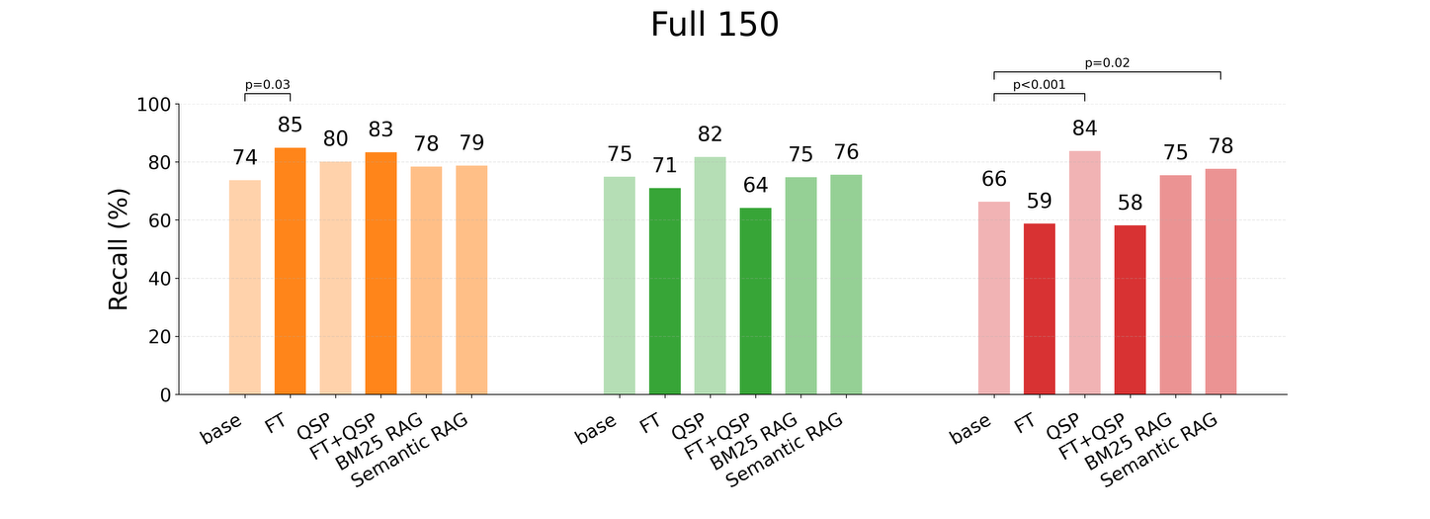 Full 150
p=0.02
p=0.03
p<0.001
Recall (%)
100
80
60
40
20
0
74
85
80
83
78
79
75
71
82
64
75
76
66
59
84
58
75
78
base
FT
QSP
FT+QSP
BM25 RAG
Semantic RAG
base
FT
QSP
FT+QSP
BM25 RAG
Semantic RAG
base
FT
QSP
FT+QSP
BM25 RAG
Semantic RAG